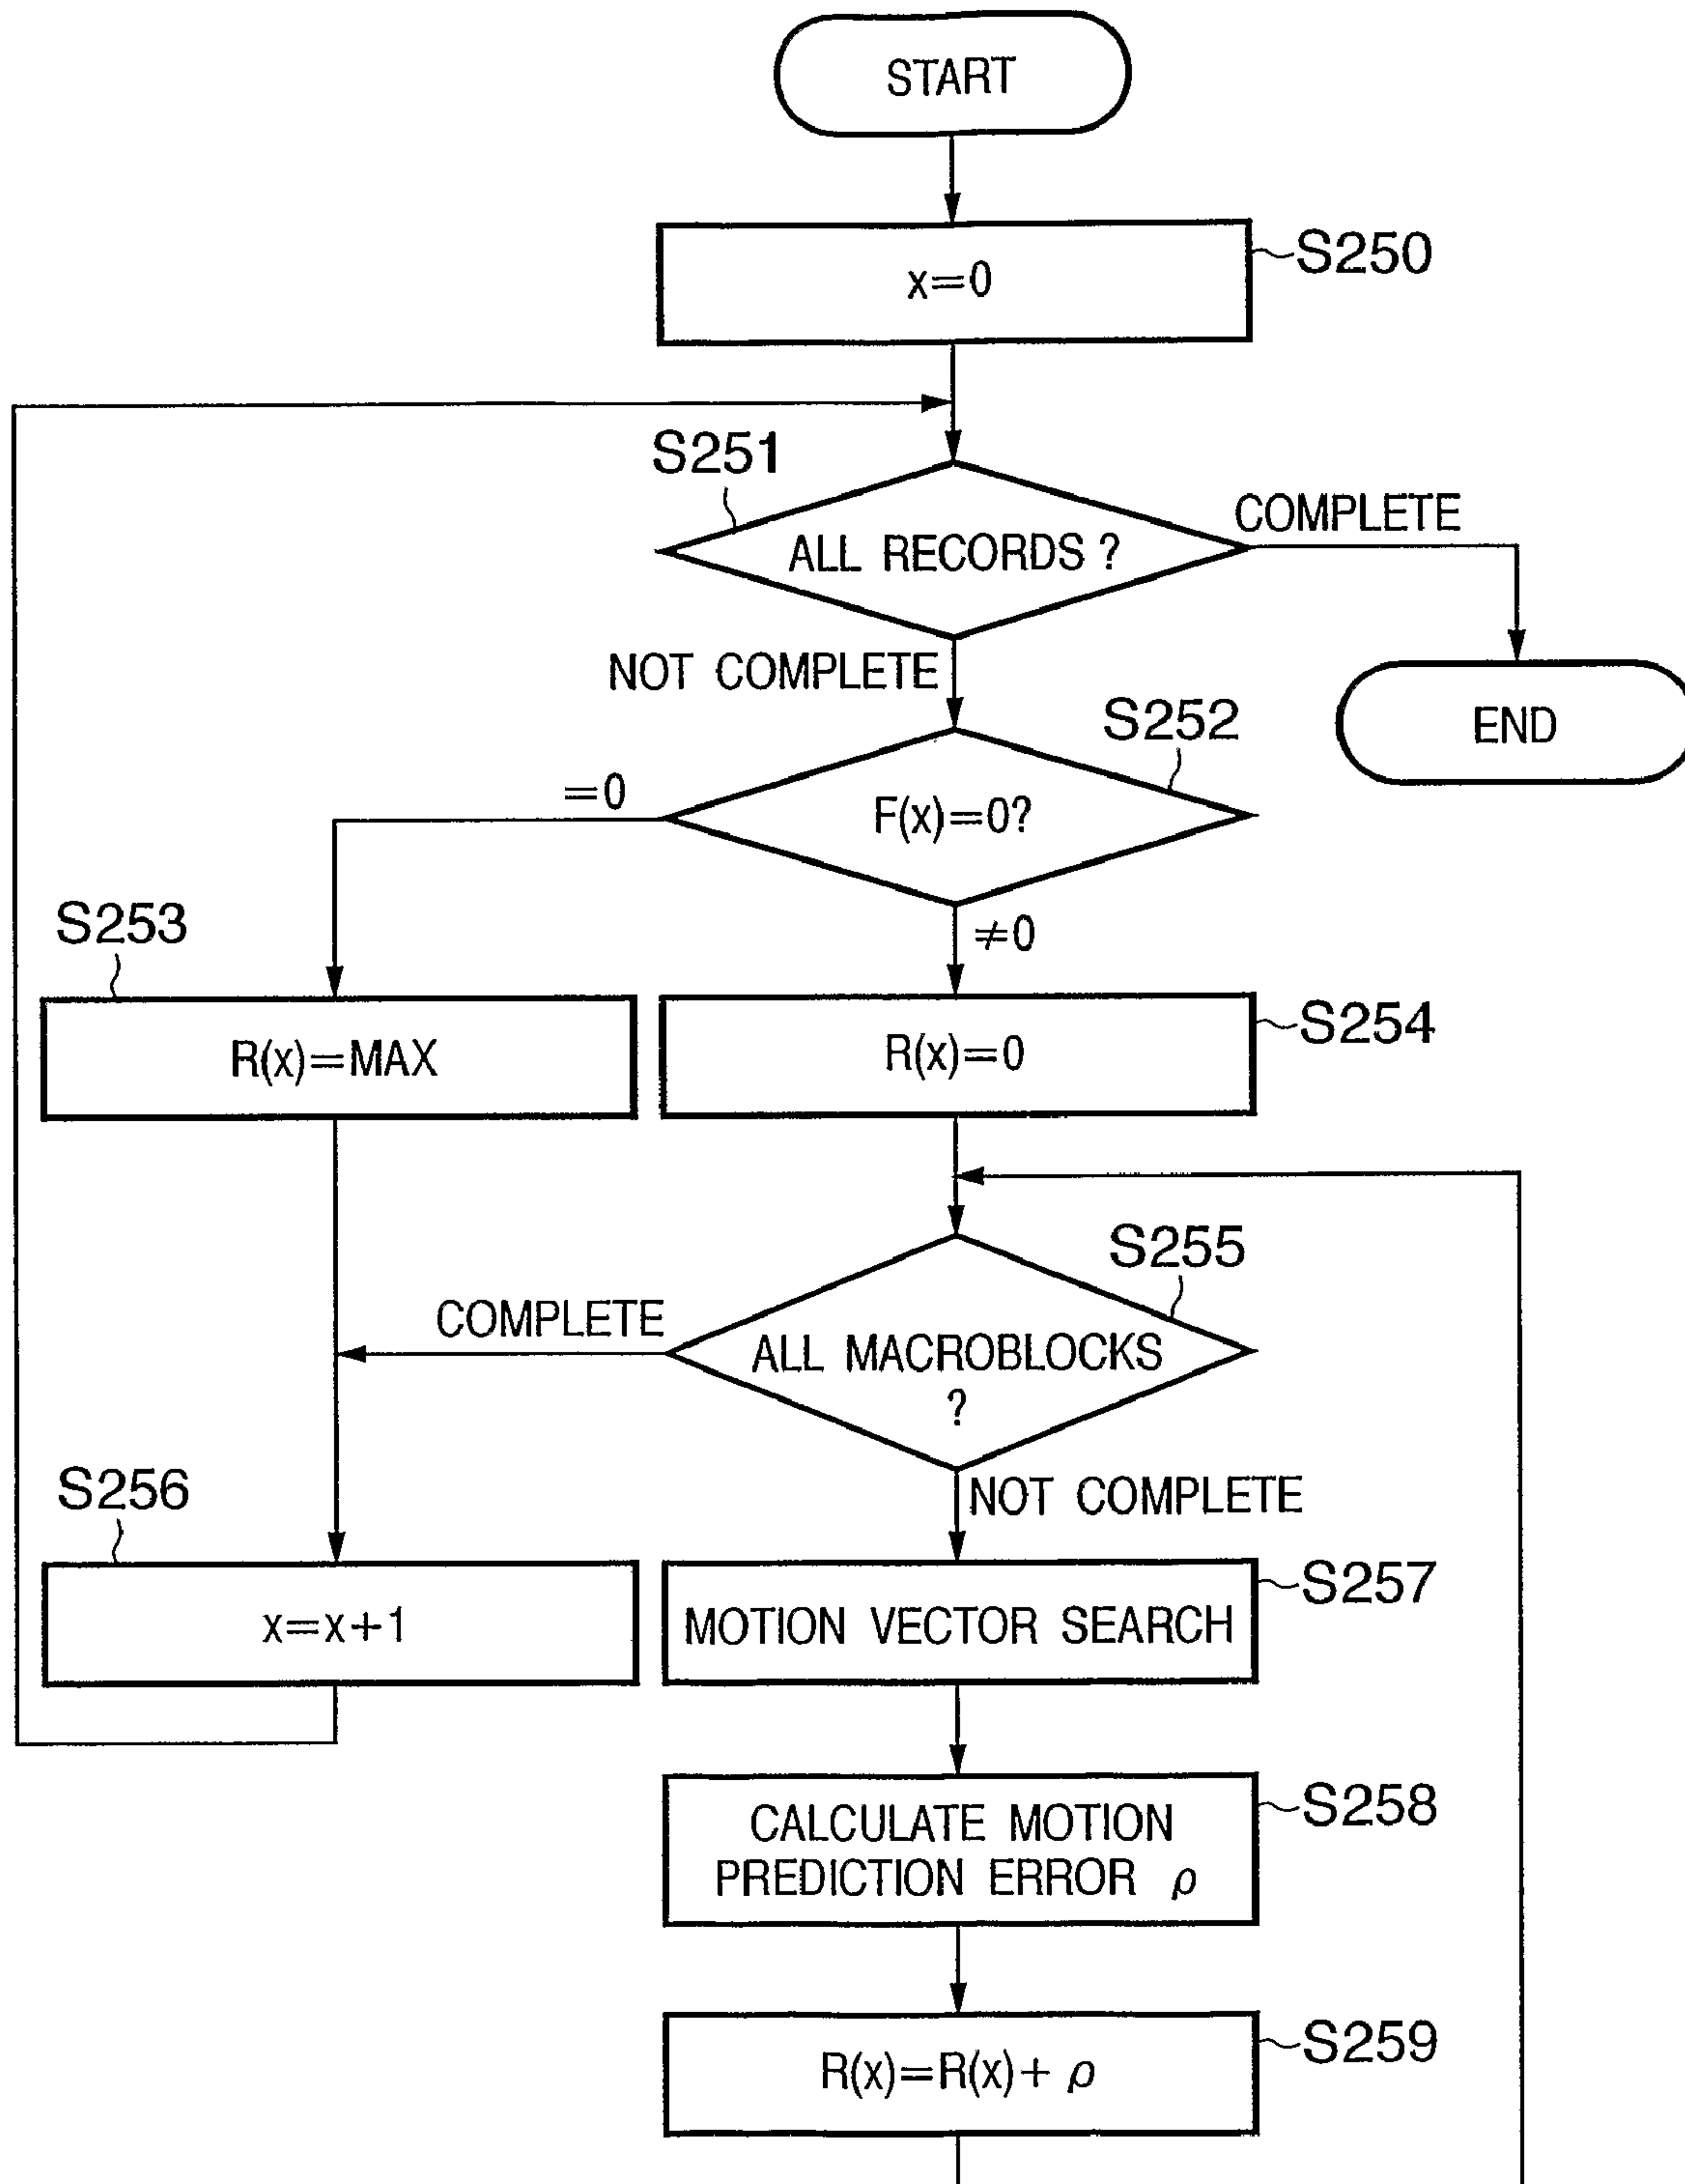 START
x=0
S250
S251
ALL RECORDS ?
COMPLETE
NOT COMPLETE
END
S252
=0
F(x)=0?
≠0
S253
R(x)=MAX
R(x)=0
S254
S255
COMPLETE
ALL MACROBLOCKS
?
NOT COMPLETE
S256
x=x+1
MOTION VECTOR SEARCH
S257
CALCULATE MOTION
PREDICTION ERROR ρ
S258
R(x)=R(x)+ ρ
S259